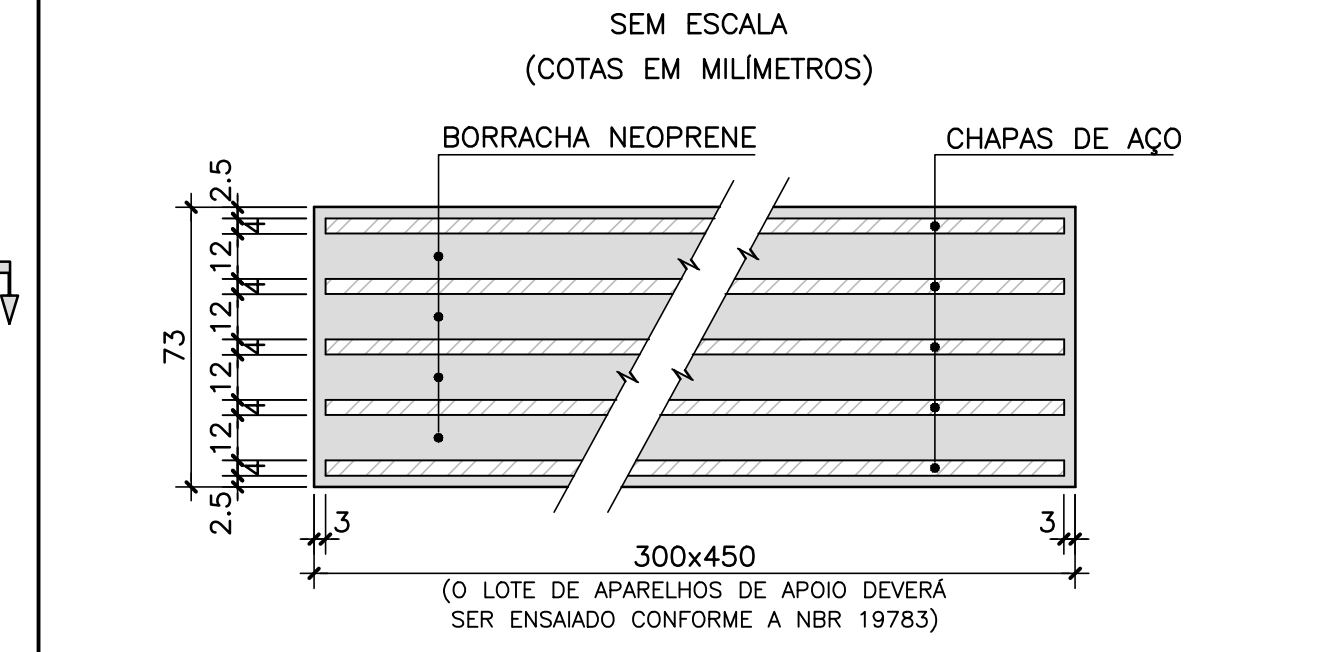 SEM ESCALA
(COTAS EM MILÍMETROS)
BORRACHA NEOPRENE
CHAPAS DE AÇO
2.5
4
12
4
12
4
12
4
12
4
2.5
73
3
3
300x450
(O LOTE DE APARELHOS DE APOIO DEVERÁ
SER ENSAIADO CONFORME A NBR 19783)